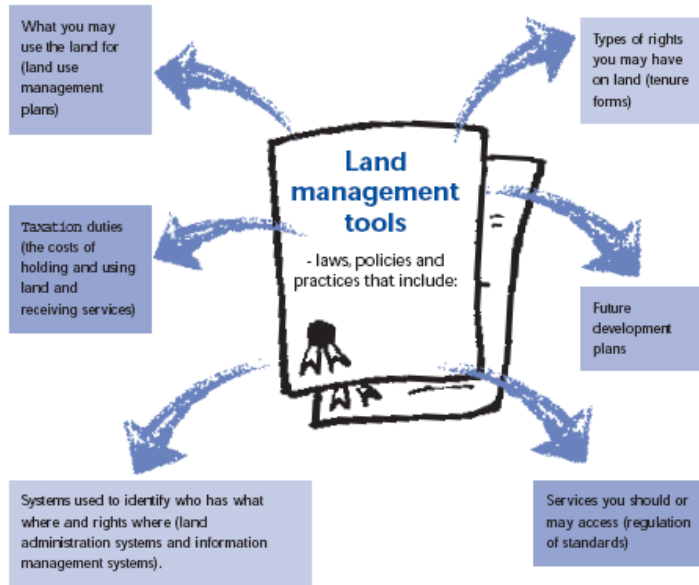 What you may
use the land for
(land use
management
plans)
Types of rights
you may have
on land (tenure
forms)
Land
management
tools
- laws, policies and
practices that include:
Taxation duties
(the costs of
holding and using
land and
receiving services)
Future
development
plans
Systems used to identify who has what
where and rights where (land
administration systems and information
management systems).
Services you should or
may access (regulation
of standards)